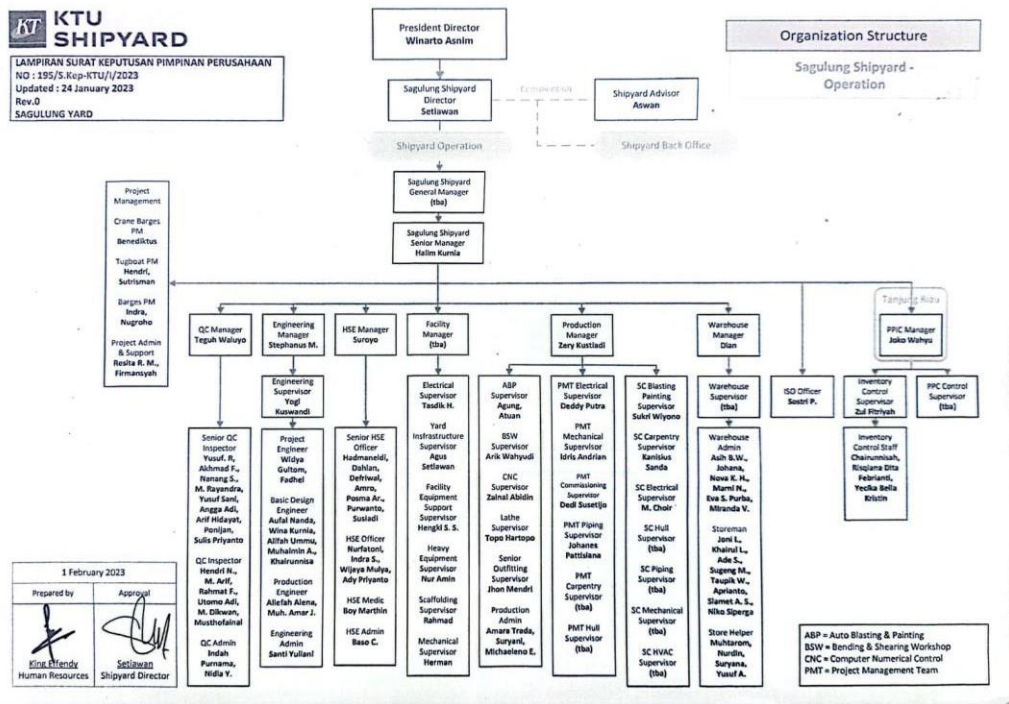 KT KTU
SHIPYARD
LAMPIRAN SURAT KEPUTUSAN PIMPINAN PERUSAHAAN
NO : 195/S.Kep-KTU/I/2023
Updated : 24 January 2023
Rev.0
SAGULUNG YARD
President Director
Winarto Asnim
Organization Structure
Sagulung Shipyard -
Operation
Sagulung Shipyard
Director
Setiawan
Shipyard Advisor
Aswan
Shipyard Operation
Shipyard Back Office
Sagulung Shipyard
General Manager
(tba)
Sagulung Shipyard
Senior Manager
Halim Kurnia
Project
Management
Crane Barges
PM
Benediktus
Tugboat PM
Hendri,
Sutrisman
Barges PM
Indra,
Nugroho
Project Admin
& Support
Resita R. M.,
Firmansyah
QC Manager
Teguh Waluyo
Engineering
Manager
Stephanus M.
HSE Manager
Suroyo
Facility
Manager
(tba)
Production
Manager
Zery Kustiadi
Warehouse
Manager
Dian
Tanjung Riau
PPIC Manager
Joko Wahyu
Engineering
Supervisor
Yogi
Kuswandi
ISO Officer
Sostri P.
Inventory
Control
Supervisor
Zul Fitriyah
PPC Control
Supervisor
(tba)
Senior QC
Inspector
Yusuf. R,
Akhmad F.,
Nanang S.,
M. Rayandra,
Yusuf Sani,
Angga Adi,
Arif Hidayat,
Ponijan,
Sulis Priyanto
QC Inspector
Hendri N.,
M. Arif,
Rahmat F.,
Utomo Adi,
M. Dikwan,
Musthofainal
QC Admin
Indah
Purnama,
Nidia Y.
Project
Engineer
Widya
Gultom,
Fadhel
Basic Design
Engineer
Aufal Nanda,
Wina Kurnia,
Alifah Ummu,
Muhaimin A.,
Khairunnisa
Production
Engineer
Aliefah Alena,
Muh. Amar J.
Engineering
Admin
Santi Yuliani
Senior HSE
Officer
Hadmaneidi,
Dahlan,
Defriwal,
Amro,
Posma Ar.,
Purwanto,
Susiadi
HSE Officer
Nurfatoni,
Indra S.,
Wijaya Mulya,
Ady Priyanto
HSE Medic
Boy Marthin
HSE Admin
Baso C.
Electrical
Supervisor
Tasdik H.
Yard
Insfrastructure
Supervisor
Agus
Setiawan
Facility
Equipment
Support
Supervisor
Hengki S. S.
Heavy
Equipment
Supervisor
Nur Amin
Scaffolding
Supervisor
Rahmad
Mechanical
Supervisor
Herman
ABP
Supervisor
Agung,
Atuan
BSW
Supervisor
Arik Wahyudi
CNC
Supervisor
Zainal Abidin
Lathe
Supervisor
Topo Hartopo
Senior
Outfitting
Supervisor
Jhon Mendri
Production
Admin
Amara Trada,
Suryani,
Michaeleno E.
PMT Electrical
Supervisor
Deddy Putra
PMT
Mechanical
Supervisor
Idris Andrian
PMT
Commissioning
Supervisor
Dedi Susetijo
PMT Piping
Supervisor
Johanes
Pattisiana
PMT
Carpentry
Supervisor
(tba)
PMT Hull
Supervisor
(tba)
SC Blasting
Painting
Supervisor
Sukri Wiyono
SC Carpentry
Supervisor
Kanisius
Sanda
SC Electrical
Supervisor
M. Choir
SC Hull
Supervisor
(tba)
SC Piping
Supervisor
(tba)
SC Mechanical
Supervisor
(tba)
SC HVAC
Supervisor
(tba)
Warehouse
Supervisor
(tba)
Warehouse
Admin
Asih B.W.,
Johana,
Nova K. H.,
Marni N.,
Eva S. Purba,
Miranda V.
Storeman
Joni L.,
Khairul L.,
Ade S.,
Sugeng M.,
Taupik W.,
Aprianto,
Slamet A. S.,
Niko Siperga
Store Helper
Muhtarom,
Nurdin,
Suryana,
Yusuf A.
Inventory
Control Staff
Chairunnisah,
Risqiana Dita
Febrianti,
Yecika Bella
Kristin
1 February 2023
Prepared by
Approval
King Effendy
Human Resources
Setiawan
Shipyard Director
ABP = Auto Blasting & Painting
BSW = Bending & Shearing Workshop
CNC = Computer Numerical Control
PMT = Project Management Team